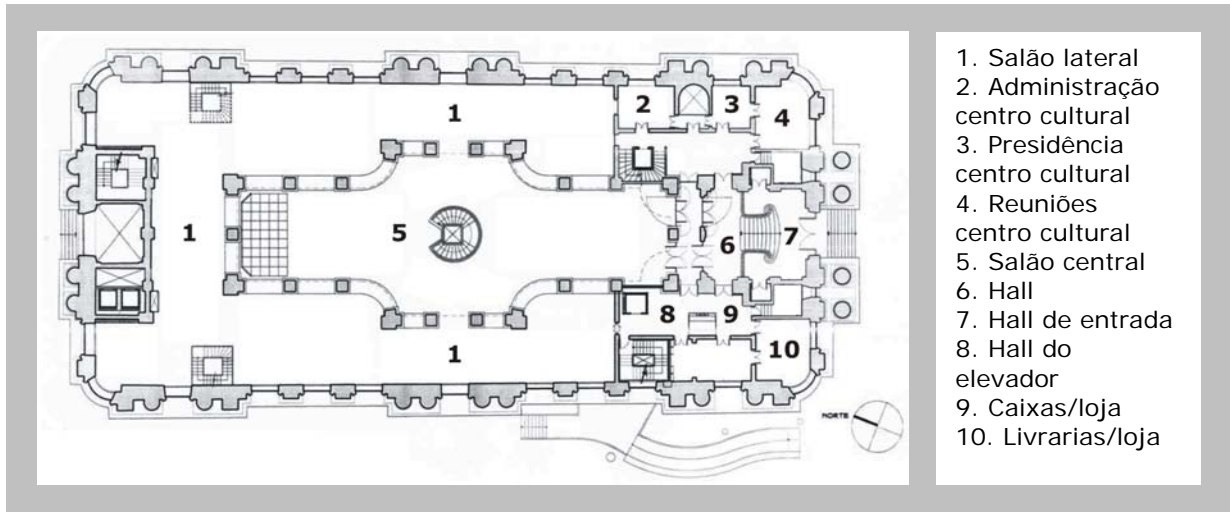 1
2
3
4
1
5
6
7
8
9
1
10
NORTE
1. Salão lateral
2. Administração
centro cultural
3. Presidência
centro cultural
4. Reuniões
centro cultural
5. Salão central
6. Hall
7. Hall de entrada
8. Hall do
elevador
9. Caixas/loja
10. Livrarias/loja